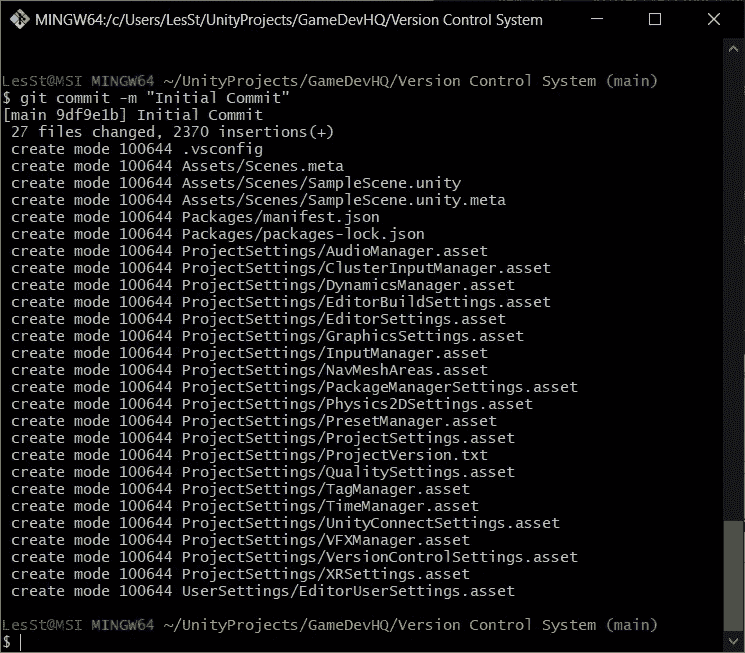 MINGW64:/c/Users/LesSt/UnityProjects/GameDevHQ/Version Control System
LesSt@MSI MINGW64 ~/UnityProjects/GameDevHQ/Version Control System (main)
$ git commit -m "Initial Commit"
[main 9df9e1b] Initial Commit
 27 files changed, 2370 insertions(+)
 create mode 100644 .vsconfig
 create mode 100644 Assets/Scenes.meta
 create mode 100644 Assets/Scenes/SampleScene.unity
 create mode 100644 Assets/Scenes/SampleScene.unity.meta
 create mode 100644 Packages/manifest.json
 create mode 100644 Packages/packages-lock.json
 create mode 100644 ProjectSettings/AudioManager.asset
 create mode 100644 ProjectSettings/ClusterInputManager.asset
 create mode 100644 ProjectSettings/DynamicsManager.asset
 create mode 100644 ProjectSettings/EditorBuildSettings.asset
 create mode 100644 ProjectSettings/EditorSettings.asset
 create mode 100644 ProjectSettings/GraphicsSettings.asset
 create mode 100644 ProjectSettings/InputManager.asset
 create mode 100644 ProjectSettings/NavMeshAreas.asset
 create mode 100644 ProjectSettings/PackageManagerSettings.asset
 create mode 100644 ProjectSettings/Physics2DSettings.asset
 create mode 100644 ProjectSettings/PresetManager.asset
 create mode 100644 ProjectSettings/ProjectSettings.asset
 create mode 100644 ProjectSettings/ProjectVersion.txt
 create mode 100644 ProjectSettings/QualitySettings.asset
 create mode 100644 ProjectSettings/TagManager.asset
 create mode 100644 ProjectSettings/TimeManager.asset
 create mode 100644 ProjectSettings/UnityConnectSettings.asset
 create mode 100644 ProjectSettings/VFXManager.asset
 create mode 100644 ProjectSettings/VersionControlSettings.asset
 create mode 100644 ProjectSettings/XRSettings.asset
 create mode 100644 UserSettings/EditorUserSettings.asset
LesSt@MSI MINGW64 ~/UnityProjects/GameDevHQ/Version Control System (main)
$